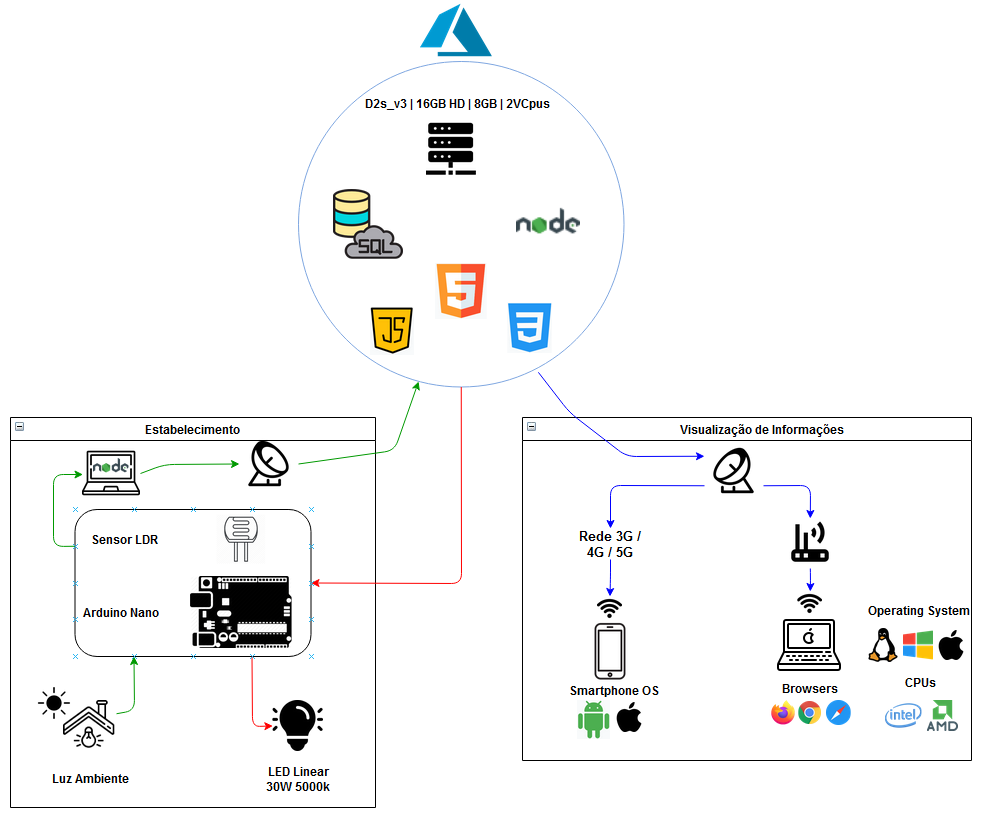 D2s_v3 | 16GB HD | 8GB | 2VCpus
SQL
node
5
JS
3
Estabelecimento
node
Sensor LDR
Arduino Nano
Luz Ambiente
LED Linear
30W 5000k
Visualização de Informações
Rede 3G /
4G / 5G
Smartphone OS
Browsers
Operating System
CPUs
intel
AMD